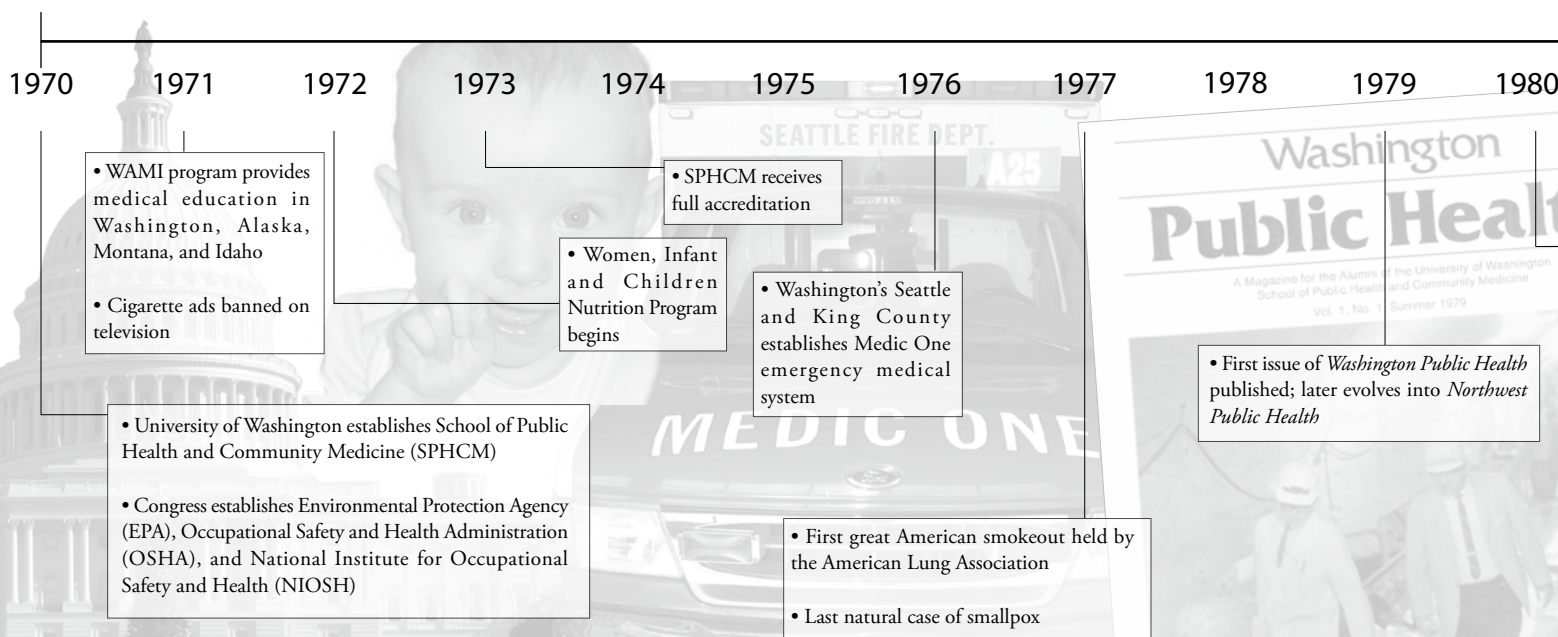 1970 1971 1972 1973 1974 1975 1976 1977 1978 1979 1980
• WAMI program provides
medical education in
Washington, Alaska,
Montana, and Idaho
• Cigarette ads banned on
television
• University of Washington establishes School of Public
Health and Community Medicine (SPHCM)
• Congress establishes Environmental Protection Agency
(EPA), Occupational Safety and Health Administration
(OSHA), and National Institute for Occupational
Safety and Health (NIOSH)
• Women, Infant
and Children
Nutrition Program
begins
• SPHCM receives
full accreditation
SEATTLE FIRE DEPT.
A25
• Washington's Seattle
and King County
establishes Medic One
emergency medical
system
MEDIC ONE
• First great American smokeout held by
the American Lung Association
• Last natural case of smallpox
Washington
Public Healt
A Magazine for the Alumni of the University of Washington
School of Public Health and Community Medicine
Vol. 1, No. 1 Summer 1979
• First issue of Washington Public Health
published; later evolves into Northwest
Public Health